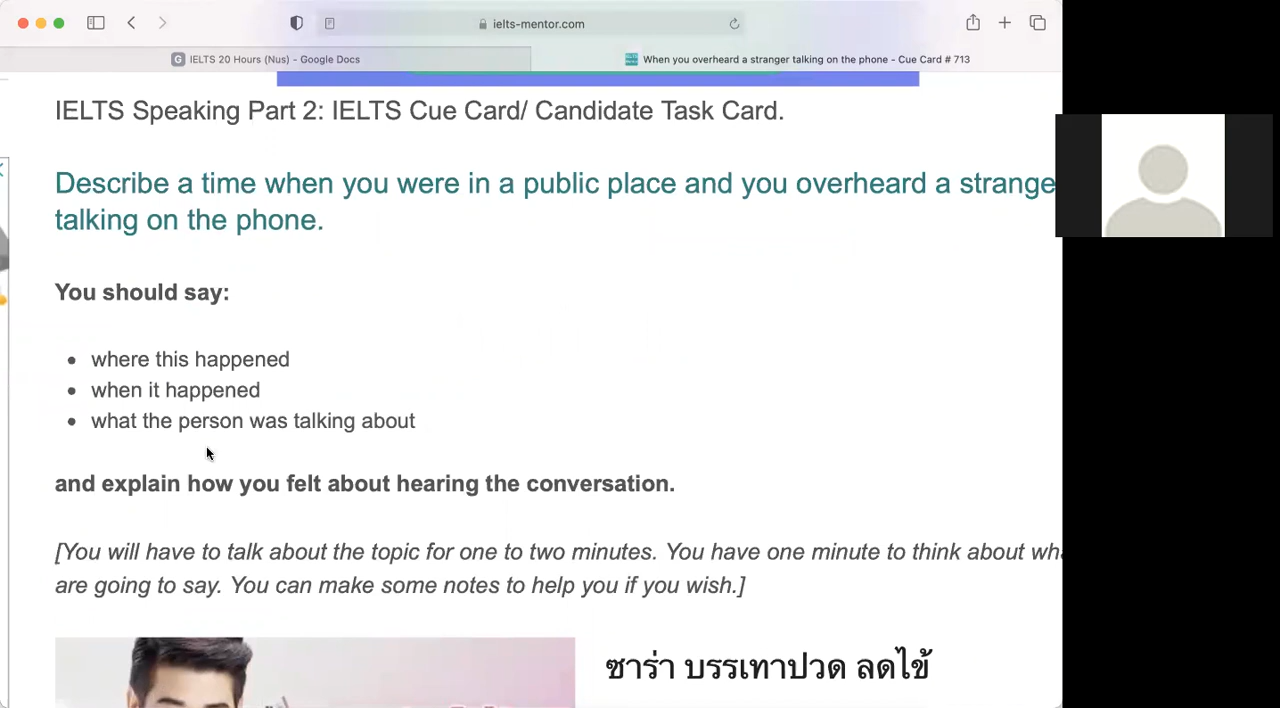 ielts-mentor.com
IELTS 20 Hours (Nus) - Google Docs
When you overheard a stranger talking on the phone - Cue Card # 713
IELTS Speaking Part 2: IELTS Cue Card/ Candidate Task Card.
Describe a time when you were in a public place and you overheard a strange
talking on the phone.
You should say:
• where this happened
• when it happened
• what the person was talking about
and explain how you felt about hearing the conversation.
[You will have to talk about the topic for one to two minutes. You have one minute to think about wh
are going to say. You can make some notes to help you if you wish.]
ซาร่า บรรเทาปวด ลดไข้